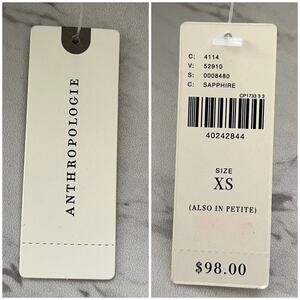 ANTHROPOLOGIE
C: 4114
V: 52910
S: 0008480
C: SAPPHIRE
CP1733 3 3
40242844
SIZE
XS
(ALSO IN PETITE)
$98.00